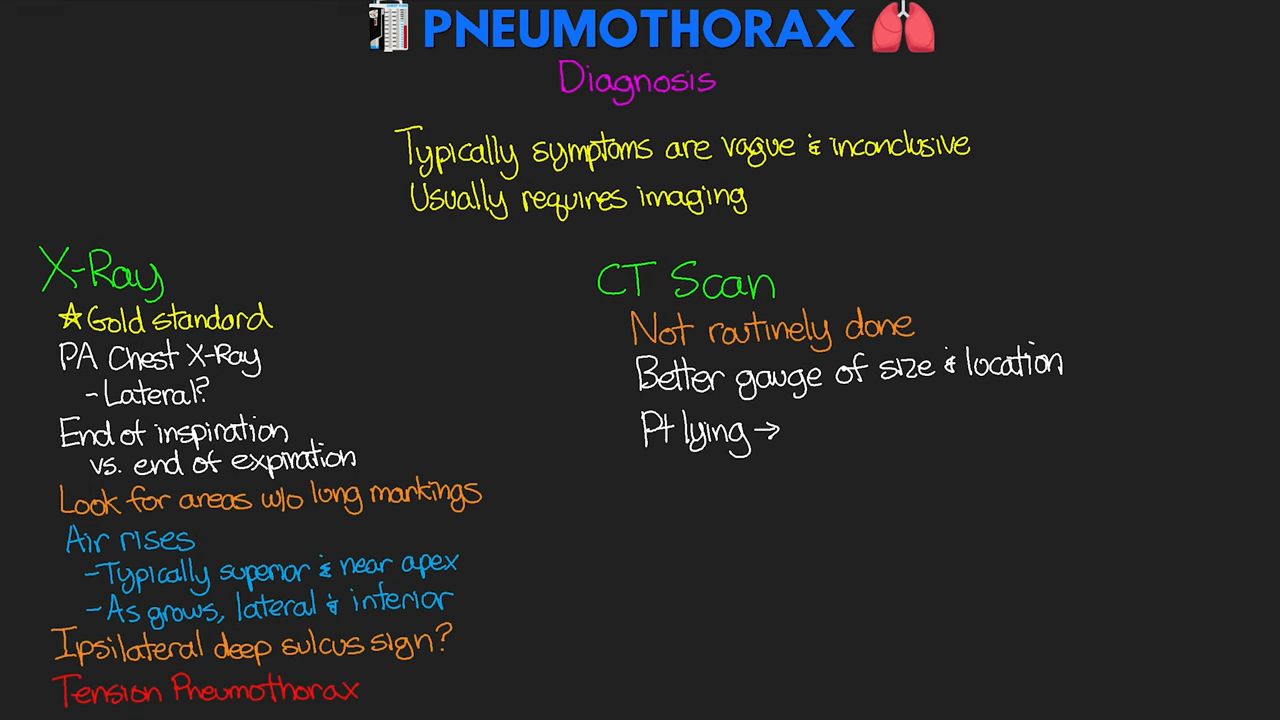 PNEUMOTHORAX
Diagnosis
Typically symptoms are vague & inconclusive
Usually requires imaging
X-Ray
☆Gold standard
PA Chest X-Ray
-Lateral?
End of inspiration
vs. end of expiration
Look for areas w/o lung markings
Air rises
-Typically superior & near apex
-As grows, lateral & inferior
Ipsilateral deep sulcus sign?
Tension Pneumothorax
CT Scan
Not routinely done
Better gauge of size & location
Pt lying →